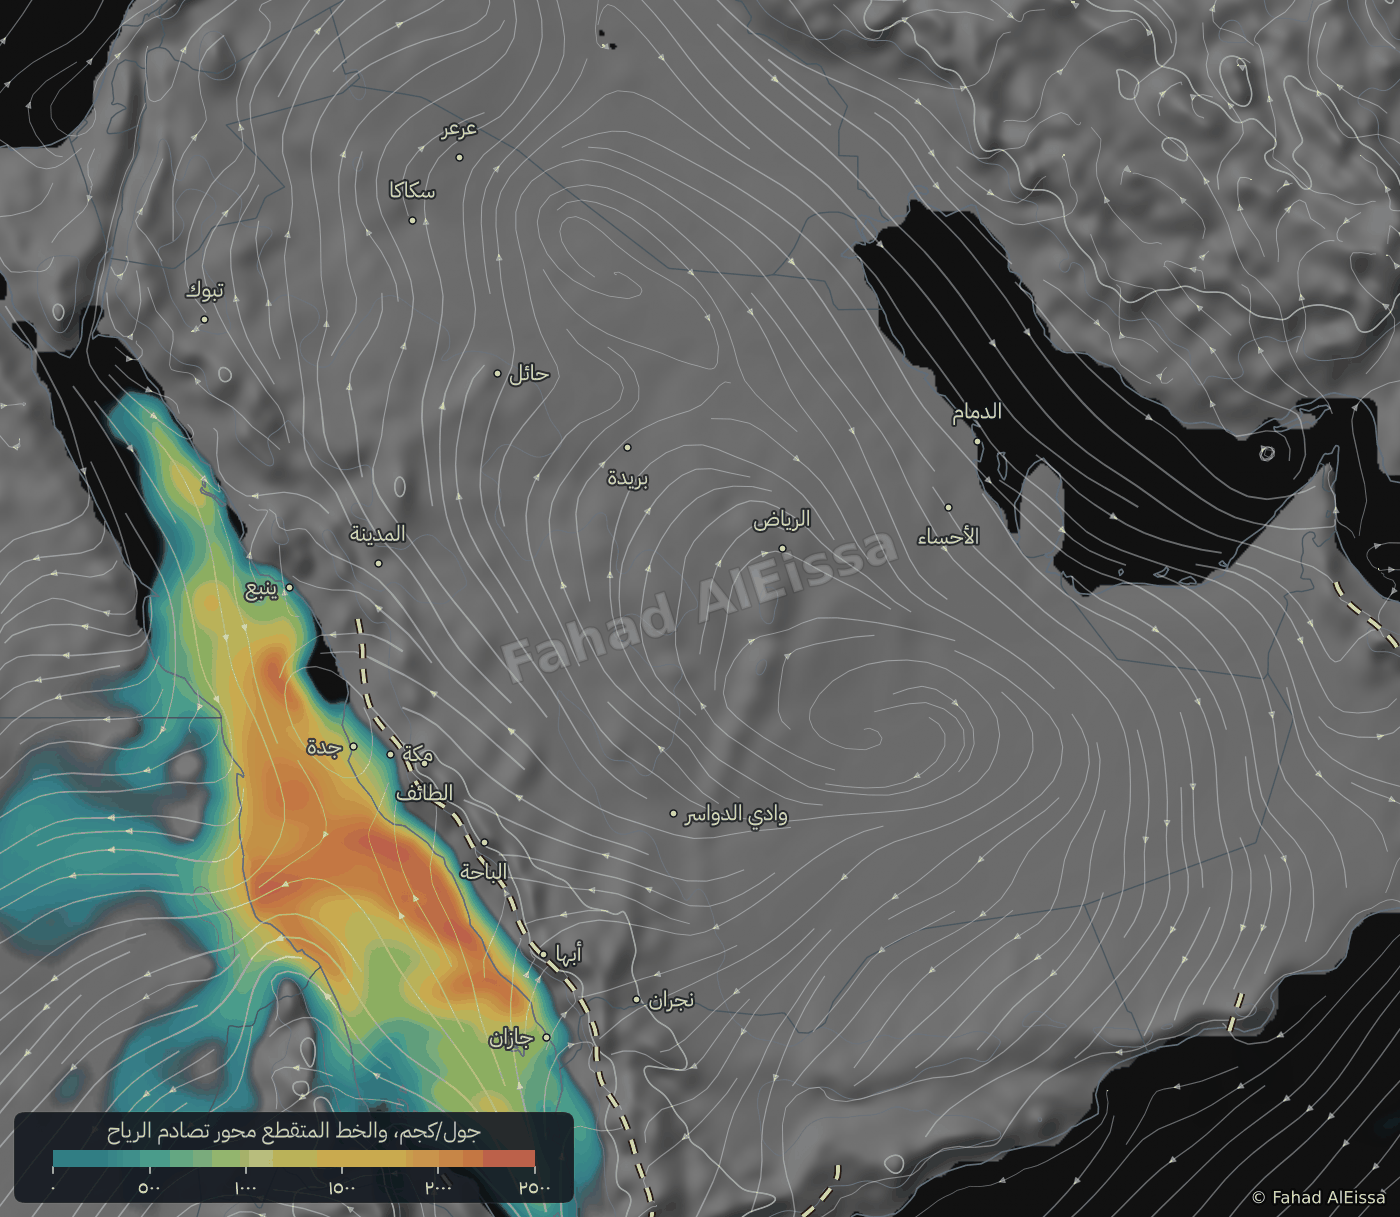 عرعر
سكاكا
تبوك
حائل
الدمام
بريدة
الرياض
المدينة
الأحساء
ينبع
Fahad AlEissa
جدة
مكة
الطائف
وادي الدواسر
الباحة
أبها
نجران
جازان
جول/كجم، والخط المتقطع محور تصادم الرياح
٠ ٥٠٠ ١٠٠٠ ١٥٠٠ ٢٠٠٠ ٢٥٠٠
© Fahad AlEissa